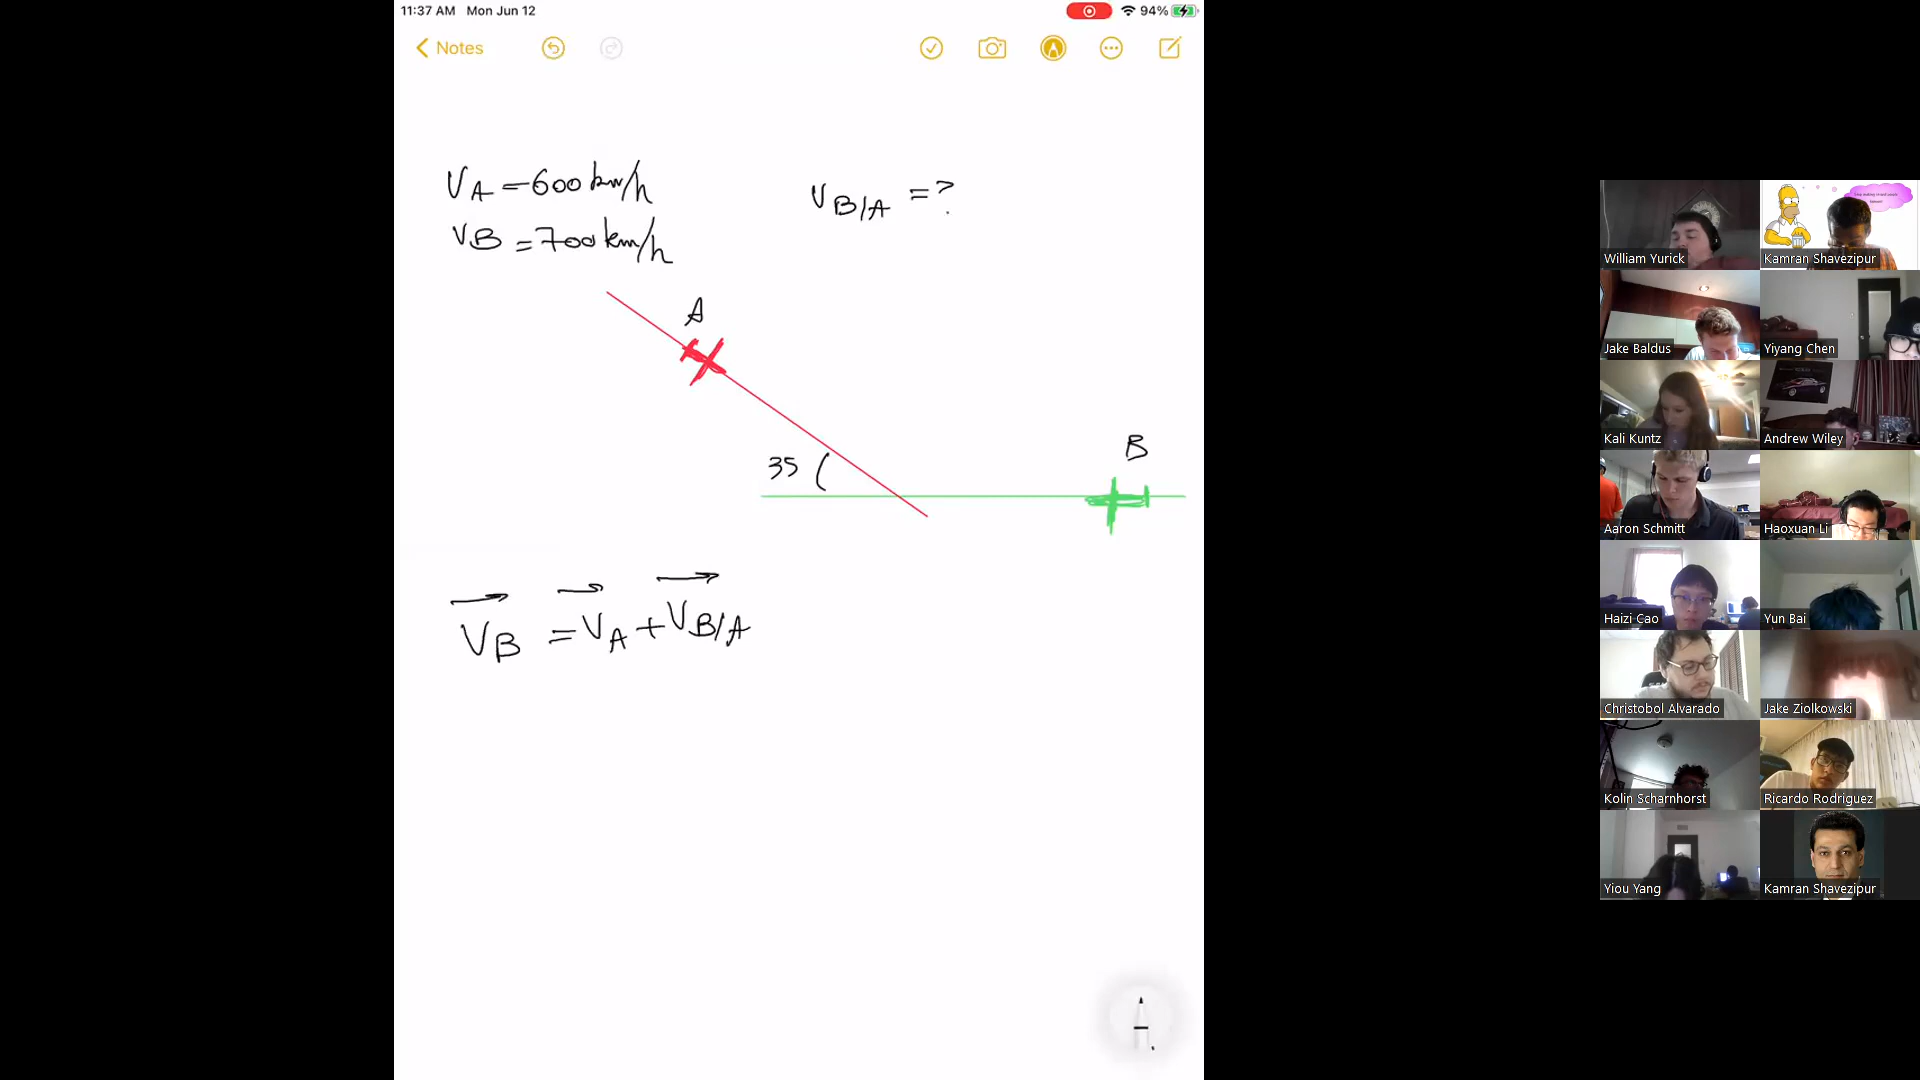 11:37 AM Mon Jun 12
94%
Notes
VA = 600 km/h
VB = 700 km/h
VB/A = ?
A
35 (
B
VB = VA + VB/A
William Yurick
Kamran Shavezipur
Jake Baldus
Yiyang Chen
Kali Kuntz
Andrew Wiley
Aaron Schmitt
Haoxuan Li
Haizi Cao
Yun Bai
Christobol Alvarado
Jake Ziolkowski
Kolin Scharnhorst
Ricardo Rodriguez
Yiou Yang
Kamran Shavezipur